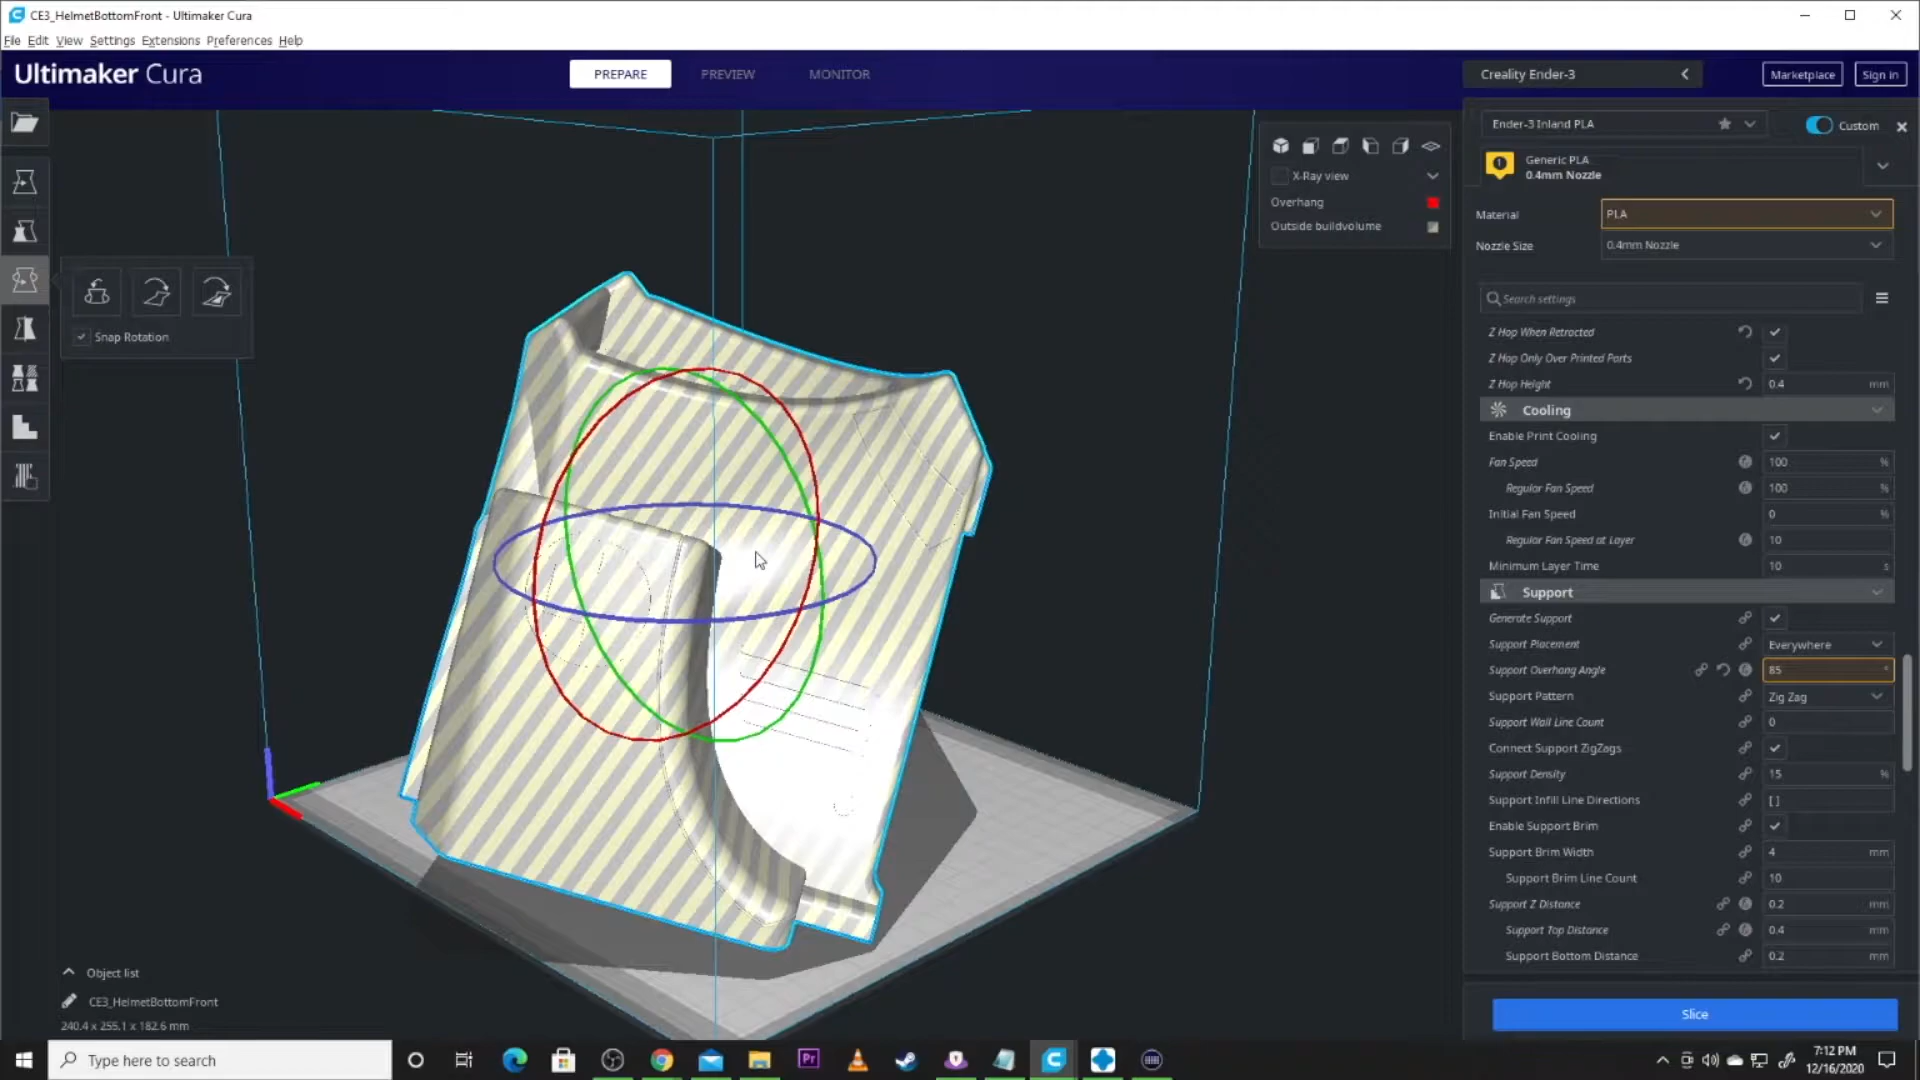 CE3_HelmetBottomFront - Ultimaker Cura
File Edit View Settings Extensions Preferences Help
Ultimaker Cura
PREPARE
PREVIEW
MONITOR
Creality Ender-3
Marketplace
Sign in
Ender-3 Inland PLA
Custom
Generic PLA
0.4mm Nozzle
Material
PLA
Nozzle Size
0.4mm Nozzle
X-Ray view
Overhang
Outside buildvolume
Snap Rotation
Search settings
Z Hop When Retracted
Z Hop Only Over Printed Parts
Z Hop Height 0.4 mm
Cooling
Enable Print Cooling
Fan Speed 100 %
Regular Fan Speed 100 %
Initial Fan Speed 0 %
Regular Fan Speed at Layer 10
Minimum Layer Time 10 s
Support
Generate Support
Support Placement Everywhere
Support Overhang Angle 85 °
Support Pattern Zig Zag
Support Wall Line Count 0
Connect Support ZigZags
Support Density 15 %
Support Infill Line Directions [ ]
Enable Support Brim
Support Brim Width 4 mm
Support Brim Line Count 10
Support Z Distance 0.2 mm
Support Top Distance 0.4 mm
Support Bottom Distance 0.2 mm
Slice
Object list
CE3_HelmetBottomFront
240.4 x 255.1 x 182.6 mm
Type here to search
Pr
7:12 PM
12/16/2020